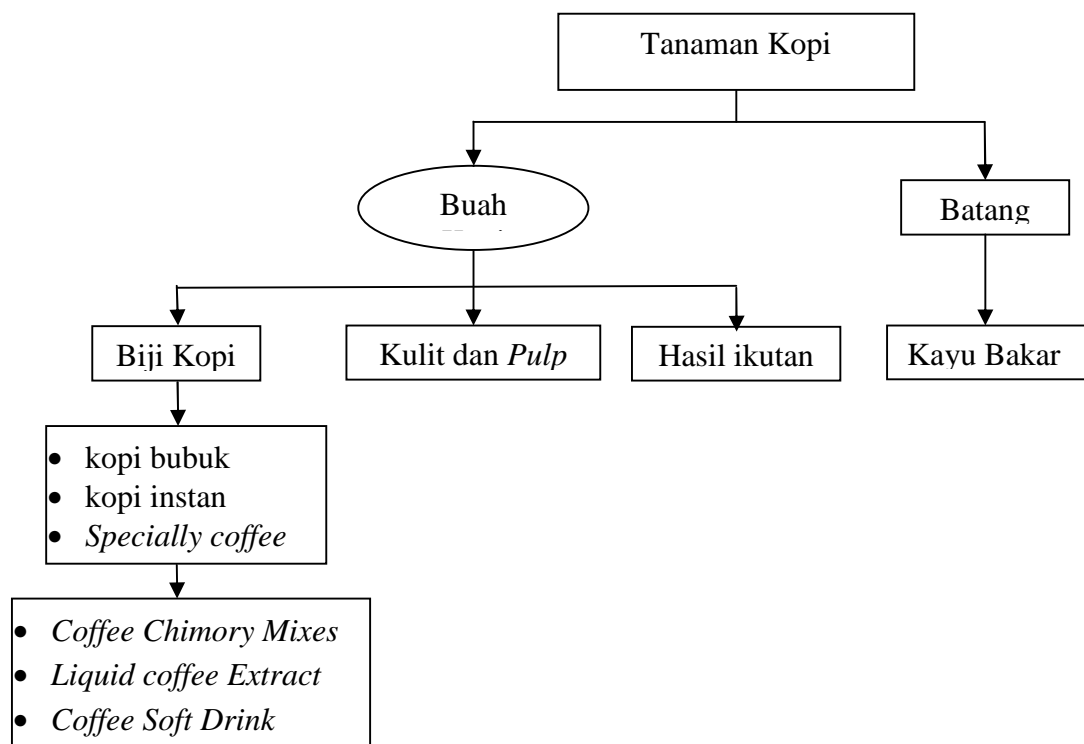 Tanaman Kopi
Buah
Batang
Biji Kopi
Kulit dan Pulp
Hasil ikutan
Kayu Bakar
• kopi bubuk
• kopi instan
• Specially coffee
• Coffee Chimory Mixes
• Liquid coffee Extract
• Coffee Soft Drink